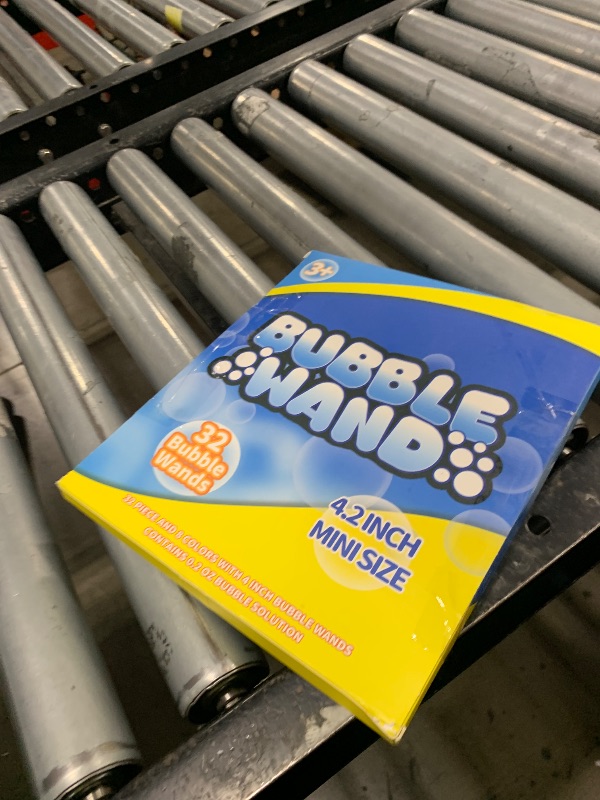 3+
BUBBLE
WAND
32
Bubble
Wands
4.2 INCH
MINI SIZE
32 PIECE AND 8 COLORS WITH 4 INCH BUBBLE WANDS
CONTAINS 0.2 OZ BUBBLE SOLUTION